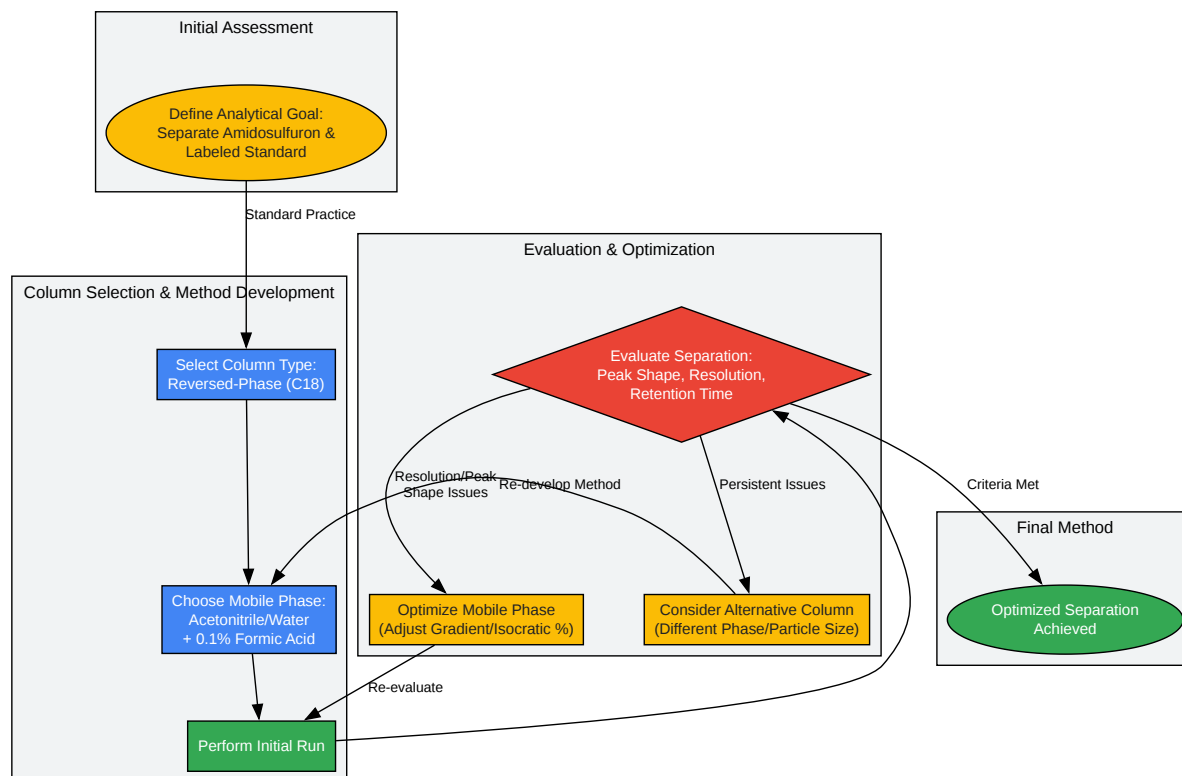 Initial Assessment
Define Analytical Goal:
Separate Amidosulfuron &
Labeled Standard
Standard Practice
Evaluation & Optimization
Column Selection & Method Development
Evaluate Separation:
Peak Shape, Resolution,
Retention Time
Select Column Type:
Reversed-Phase (C18)
Resolution/Peak
Shape Issues
Re-develop Method
Persistent Issues
Criteria Met
Final Method
Choose Mobile Phase:
Acetonitrile/Water
+ 0.1% Formic Acid
Optimize Mobile Phase
(Adjust Gradient/Isocratic %)
Consider Alternative Column
(Different Phase/Particle Size)
Optimized Separation
Achieved
Re-evaluate
Perform Initial Run